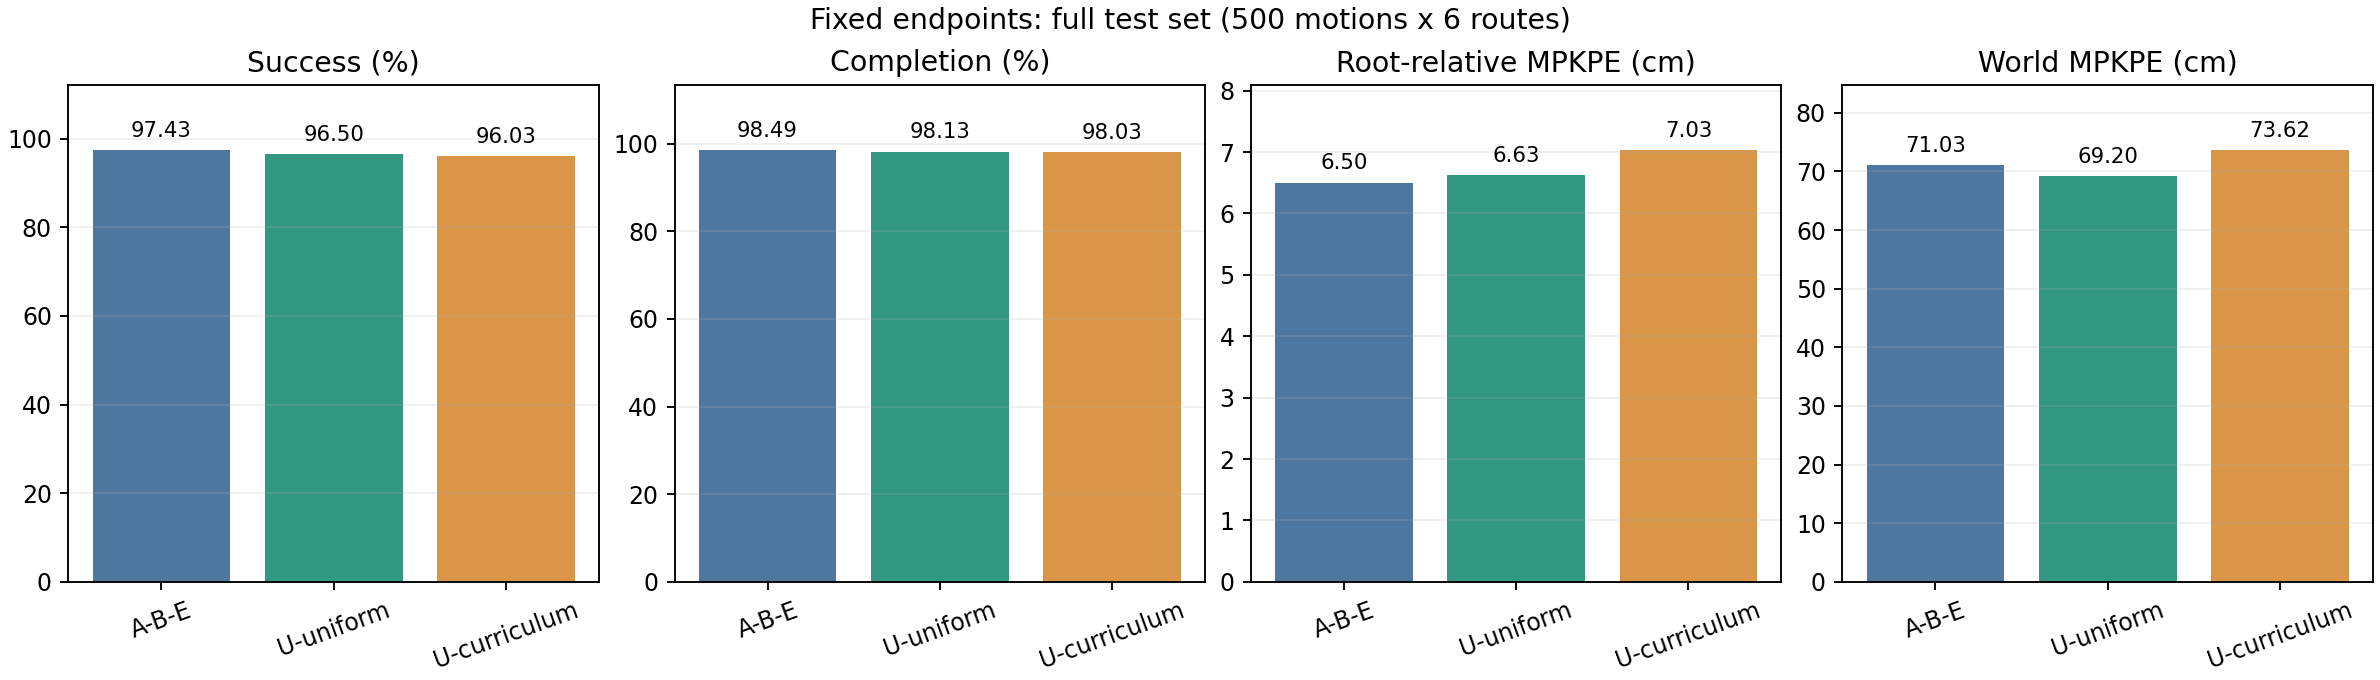 Fixed endpoints: full test set (500 motions x 6 routes)
Success (%)
100
80
60
40
20
0
97.43
96.50
96.03
A-B-E
U-uniform
U-curriculum
Completion (%)
100
80
60
40
20
0
98.49
98.13
98.03
A-B-E
U-uniform
U-curriculum
Root-relative MPKPE (cm)
8
7
6
5
4
3
2
1
0
6.50
6.63
7.03
A-B-E
U-uniform
U-curriculum
World MPKPE (cm)
80
70
60
50
40
30
20
10
0
71.03
69.20
73.62
A-B-E
U-uniform
U-curriculum